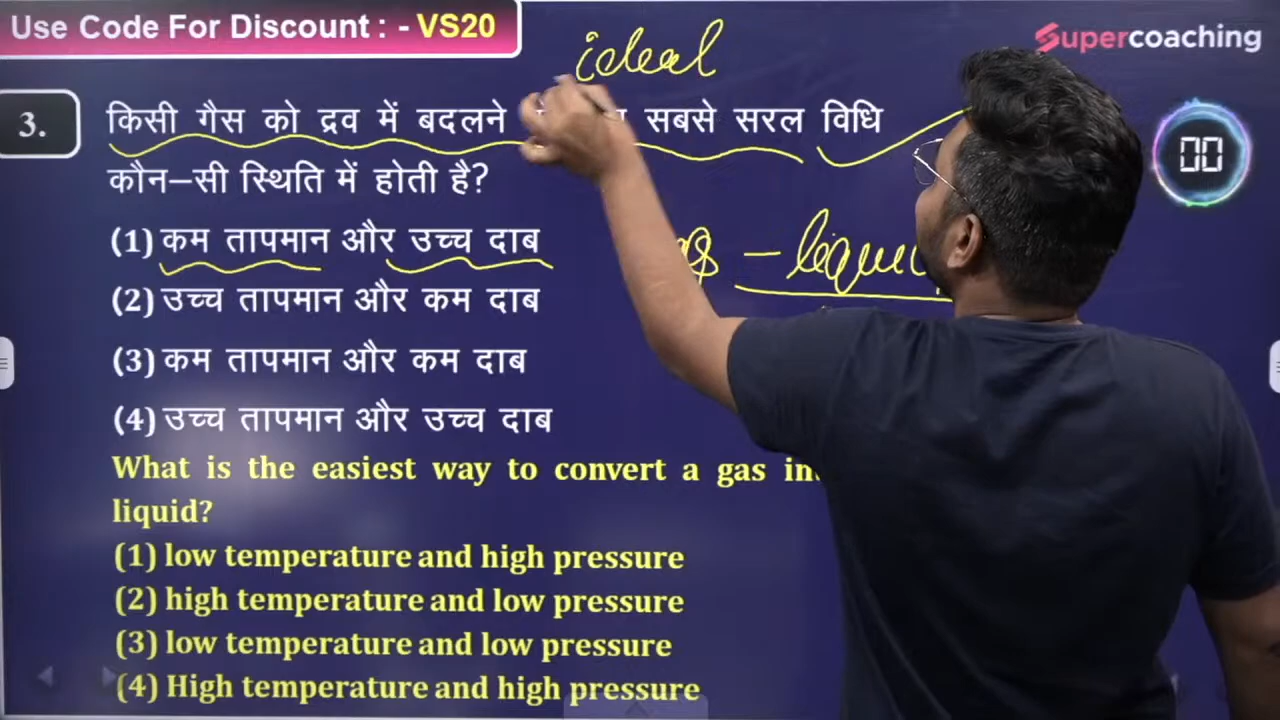 Use Code For Discount : - VS20
ideal
Supercoaching
3.
किसी गैस को द्रव में बदलने सबसे सरल विधि
00
कौन–सी स्थिति में होती है?
(1) कम तापमान और उच्च दाब
– liqui
(2) उच्च तापमान और कम दाब
(3) कम तापमान और कम दाब
(4) उच्च तापमान और उच्च दाब
What is the easiest way to convert a gas in
liquid?
(1) low temperature and high pressure
(2) high temperature and low pressure
(3) low temperature and low pressure
(4) High temperature and high pressure